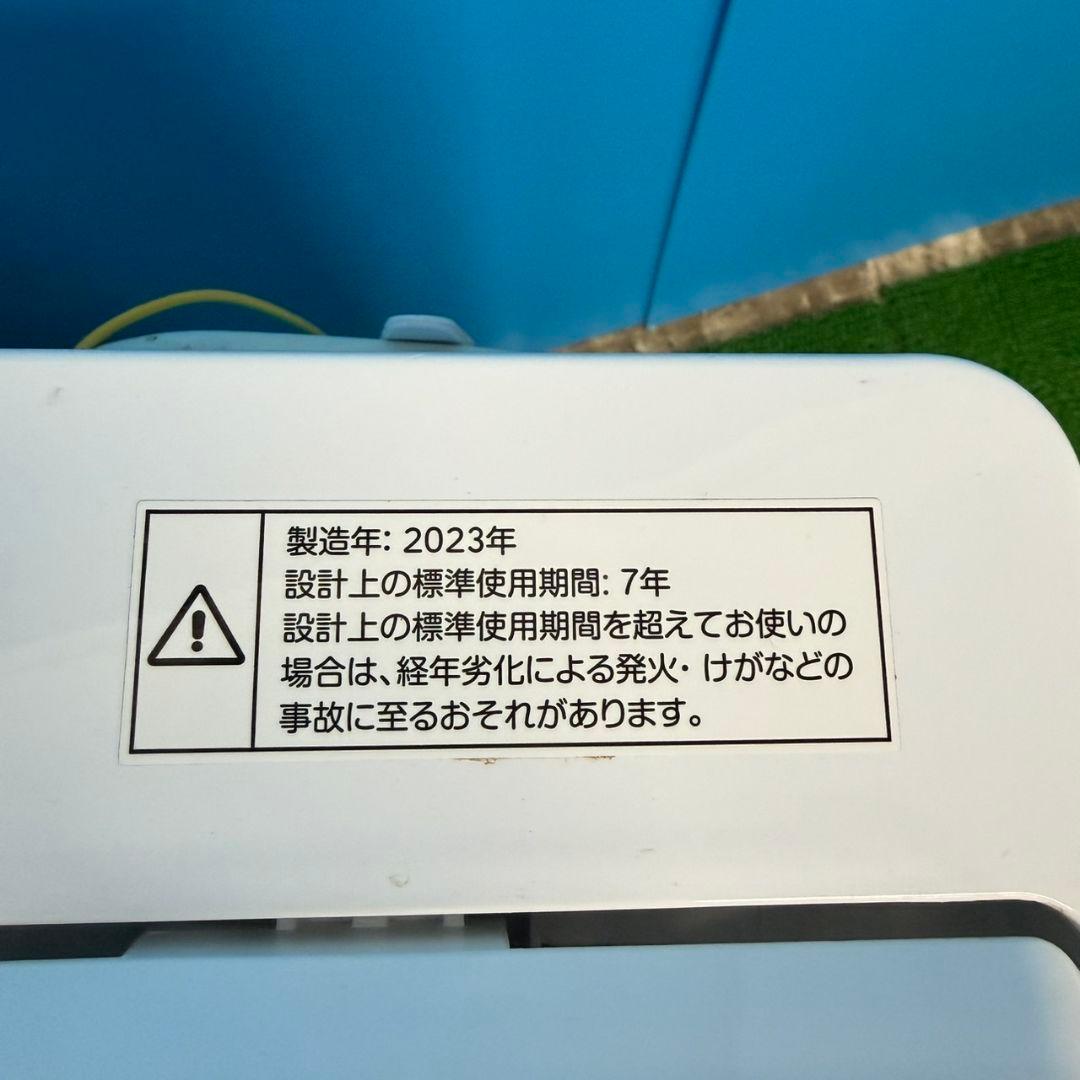 製造年: 2023年
設計上の標準使用期間: 7年
設計上の標準使用期間を超えてお使いの
場合は、経年劣化による発火・けがなどの
事故に至るおそれがあります。